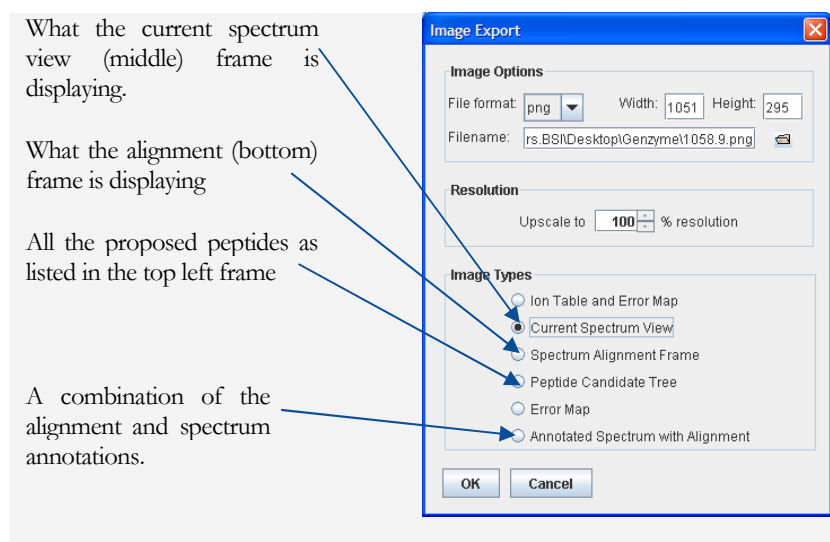 What the current spectrum
view (middle) frame is
displaying.
What the alignment (bottom)
frame is displaying
All the proposed peptides as
listed in the top left frame
A combination of the
alignment and spectrum
annotations.
Image Export
Image Options
File format: png Width: 1051 Height: 295
Filename: rs.BSI\Desktop\Genzyme\1058.9.png
Resolution
Upscale to 100 % resolution
Image Types
Ion Table and Error Map
Current Spectrum View
Spectrum Alignment Frame
Peptide Candidate Tree
Error Map
Annotated Spectrum with Alignment
OK Cancel